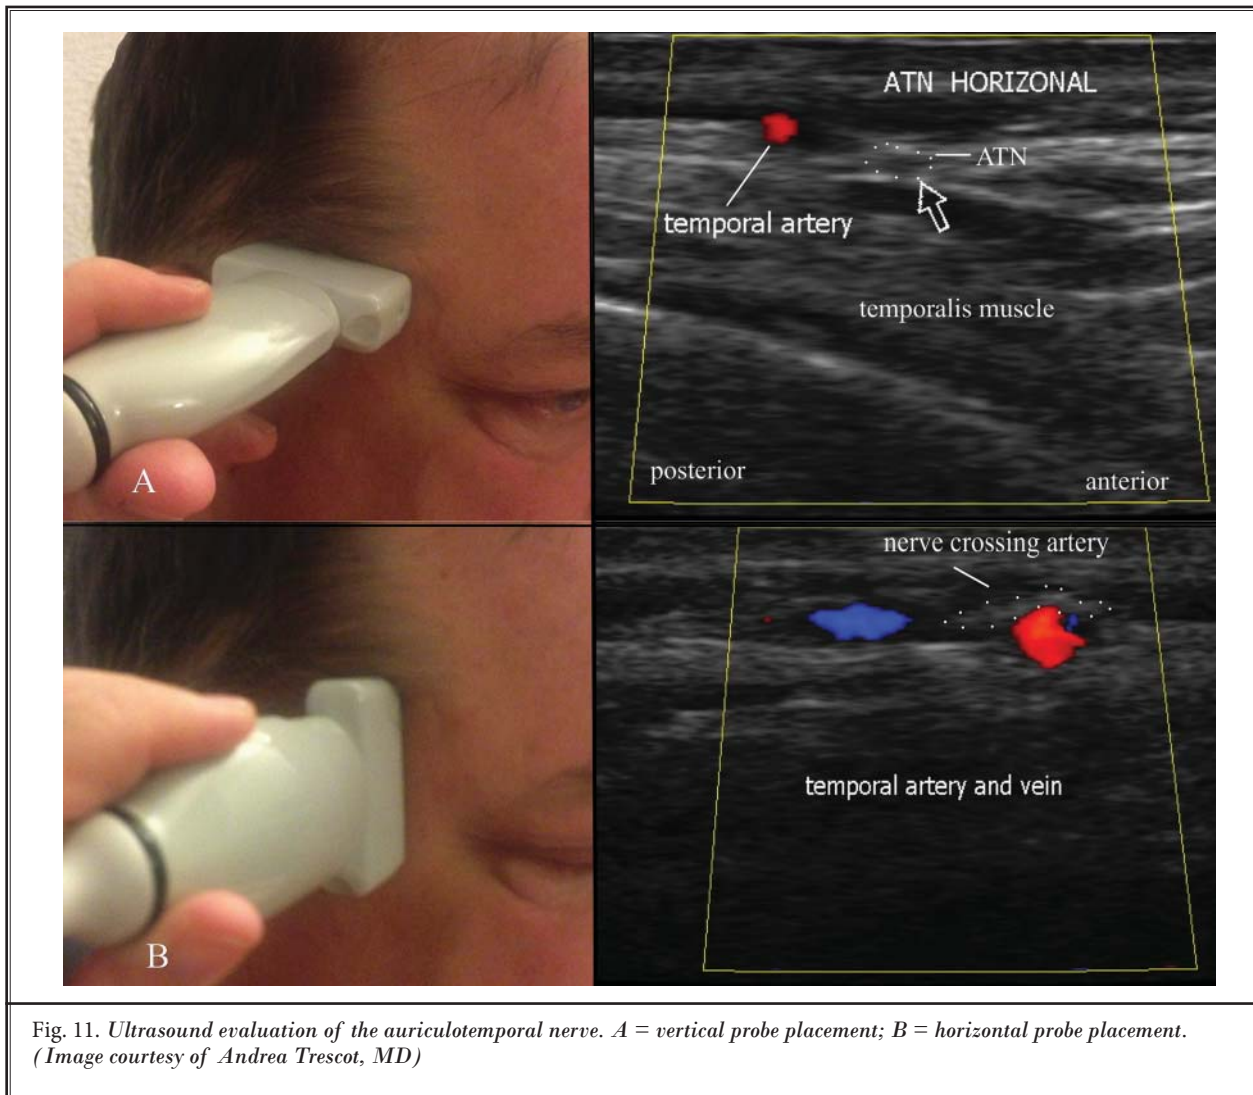 ATN HORIZONAL
ATN
temporal artery
temporalis muscle
posterior
anterior
A
nerve crossing artery
temporal artery and vein
B
Fig. 11. Ultrasound evaluation of the auriculotemporal nerve. A = vertical probe placement; B = horizontal probe placement.
(Image courtesy of Andrea Trescot, MD)